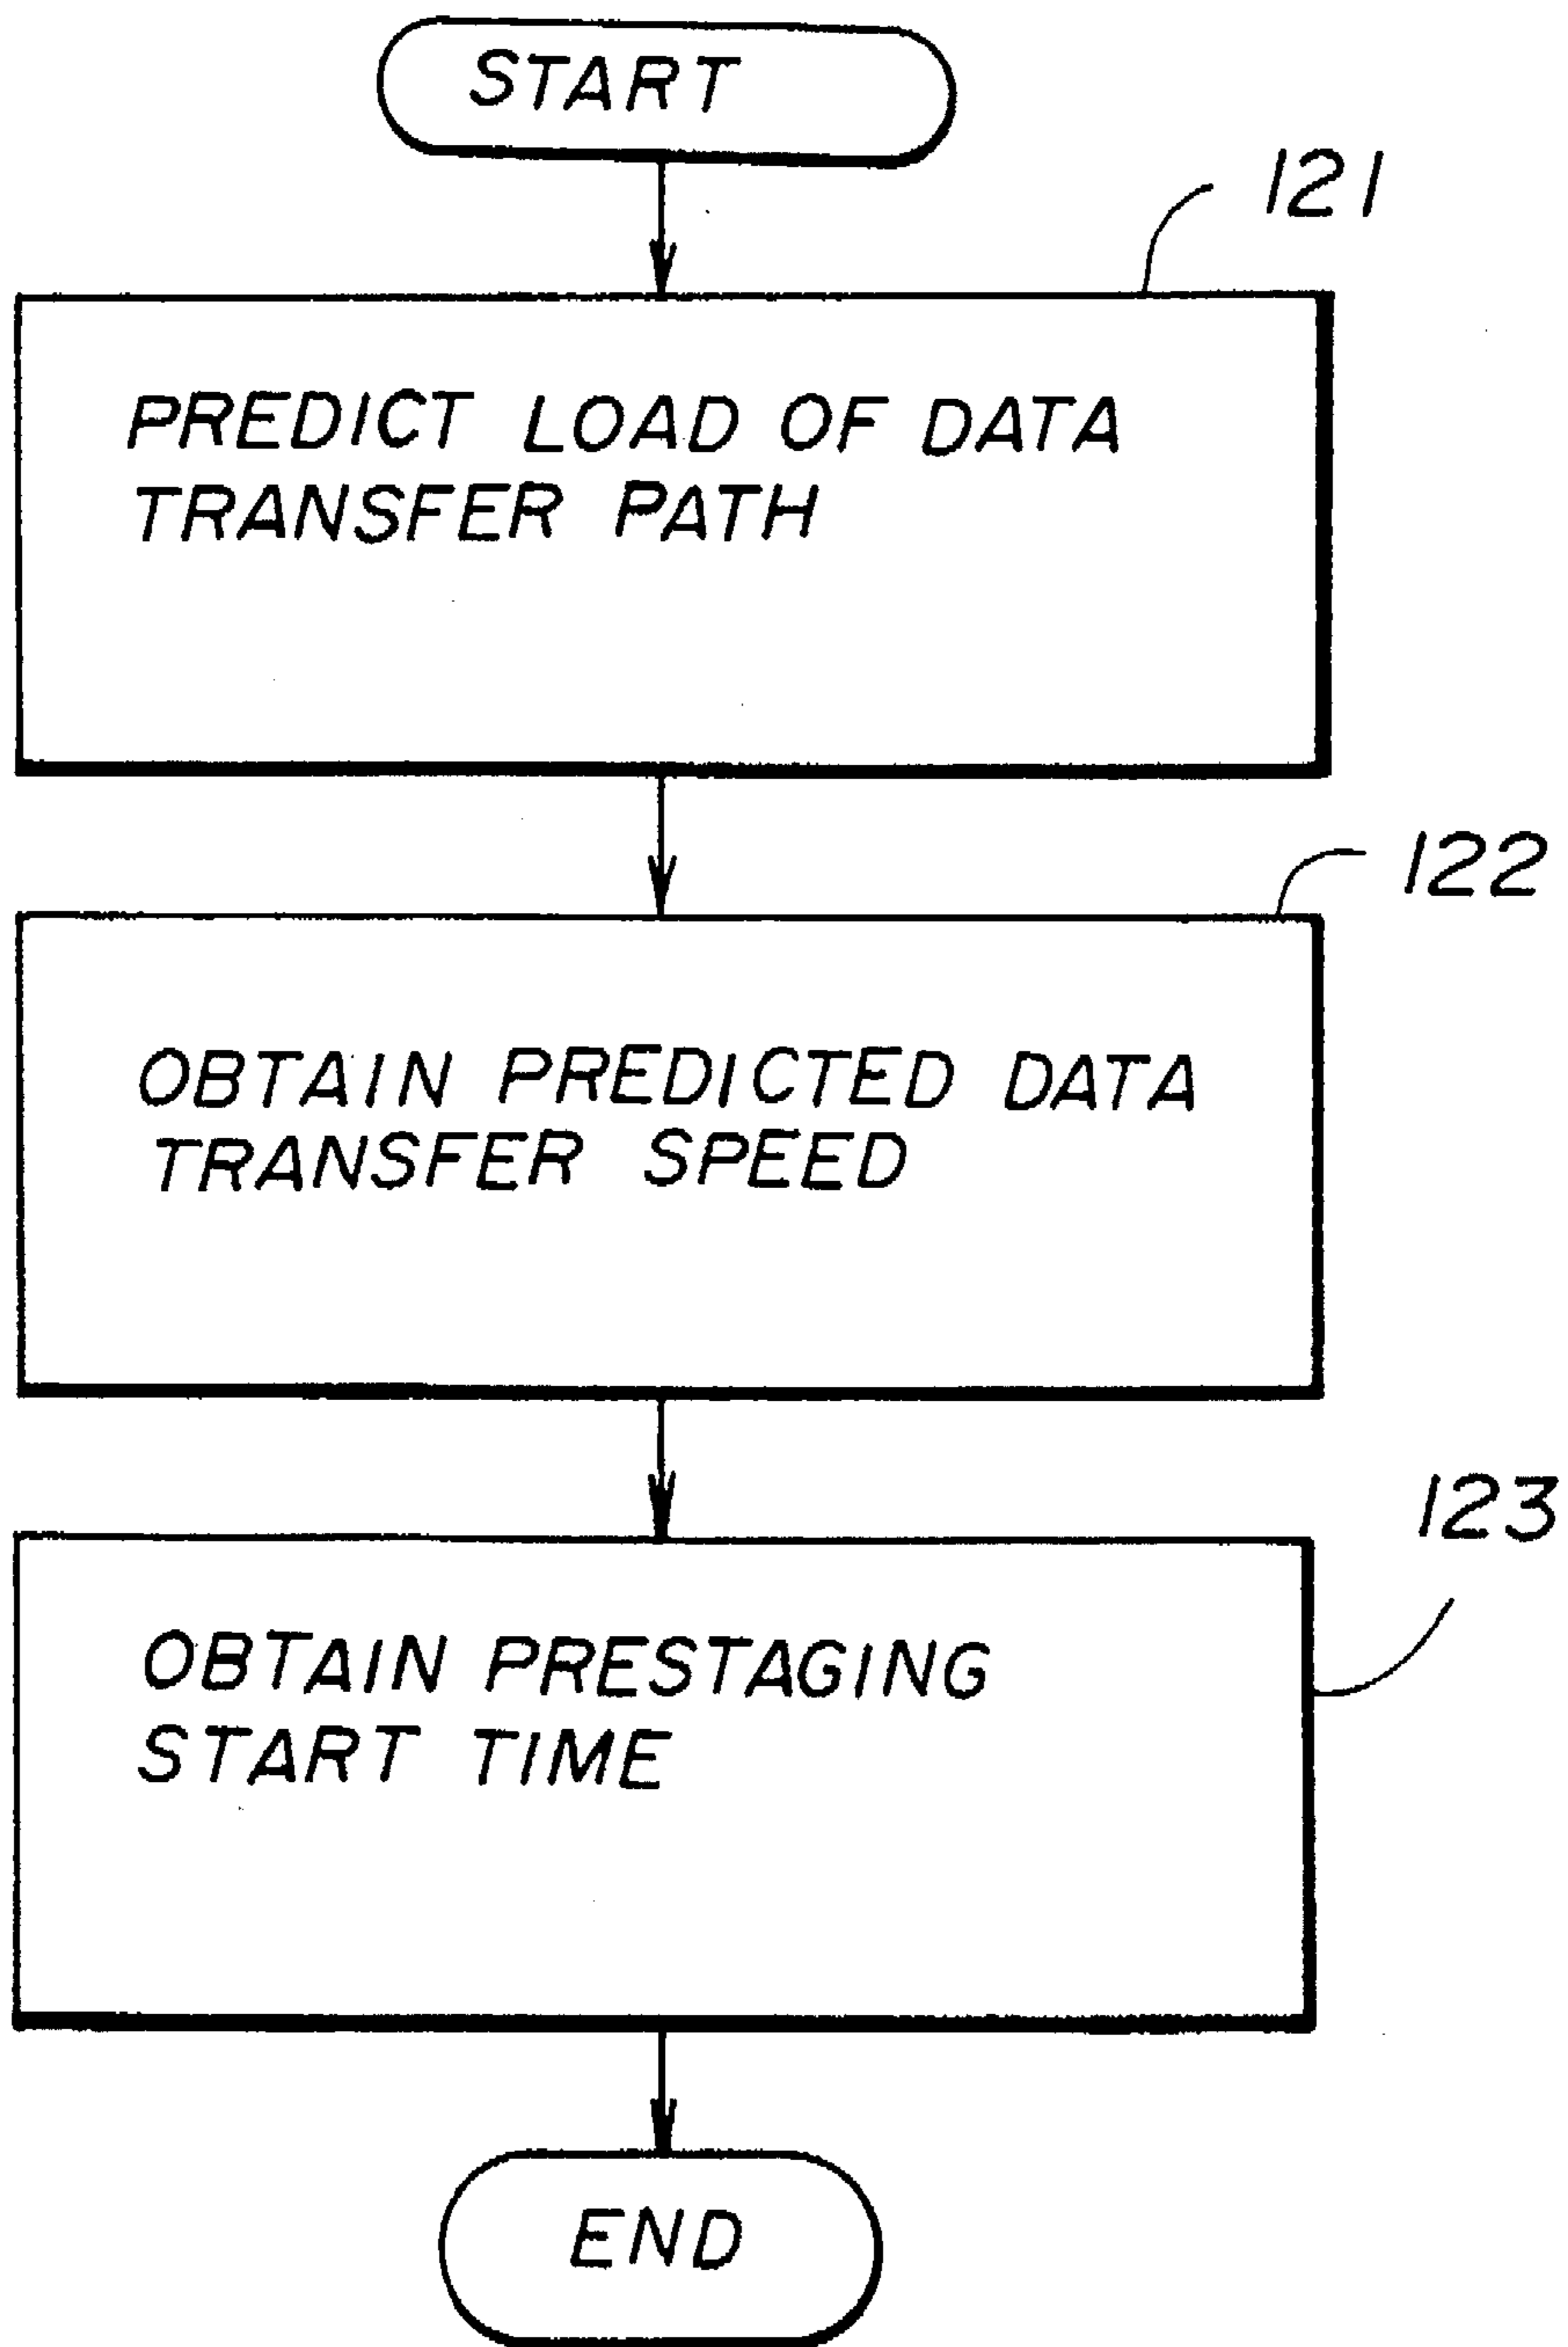 START
121
PREDICT LOAD OF DATA
TRANSFER PATH
122
OBTAIN PREDICTED DATA
TRANSFER SPEED
123
OBTAIN PRESTAGING
START TIME
END